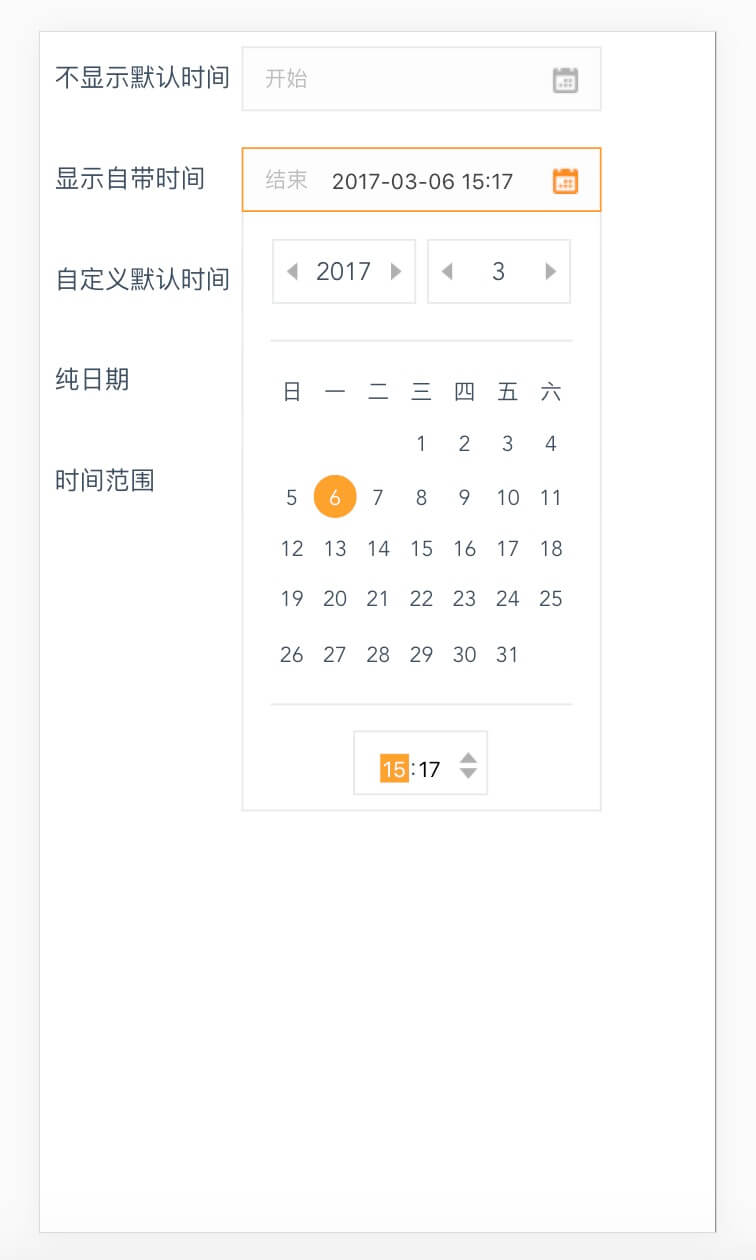 不显示默认时间 开始
显示自带时间 结束 2017-03-06 15:17
自定义默认时间 2017 3
纯日期 日 一 二 三 四 五 六
1 2 3 4
时间范围 5 6 7 8 9 10 11
12 13 14 15 16 17 18
19 20 21 22 23 24 25
26 27 28 29 30 31
15:17